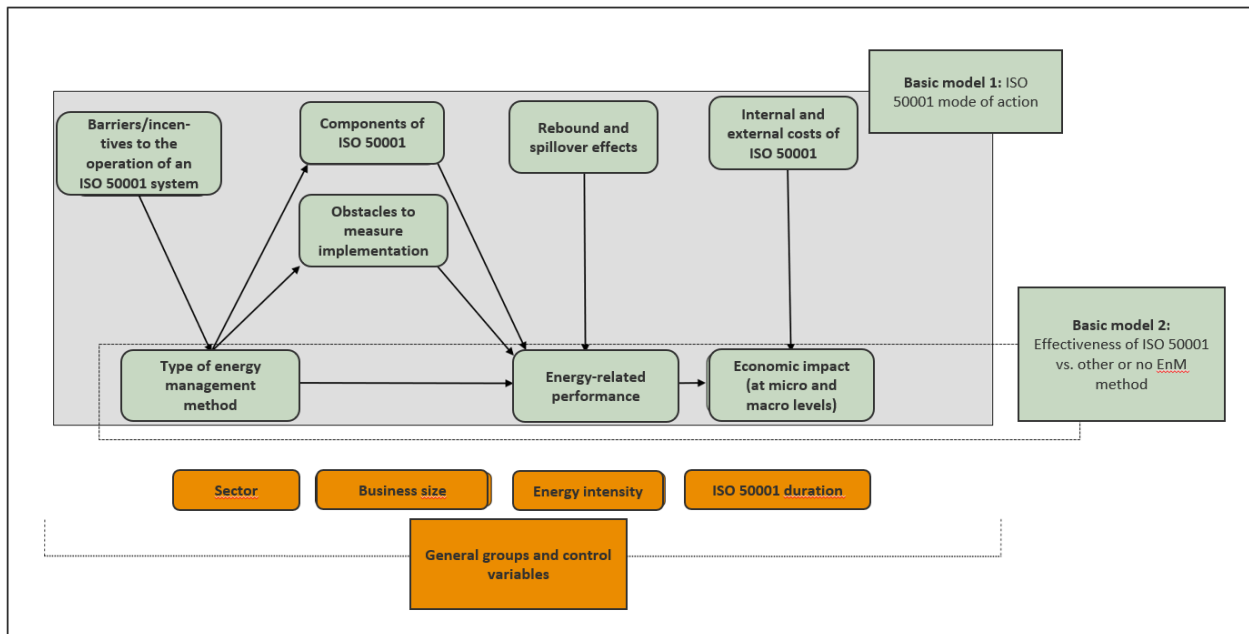 Basic model 1: ISO
50001 mode of action
Barriers/incen-
tives to the
operation of an
ISO 50001 system
Components of
ISO 50001
Rebound and
spillover effects
Internal and
external costs of
ISO 50001
Obstacles to
measure
implementation
Basic model 2:
Effectiveness of ISO 50001
vs. other or no EnM
method
Type of energy
management
method
Energy-related
performance
Economic impact
(at micro and
macro levels)
Sector
Business size
Energy intensity
ISO 50001 duration
General groups and control
variables